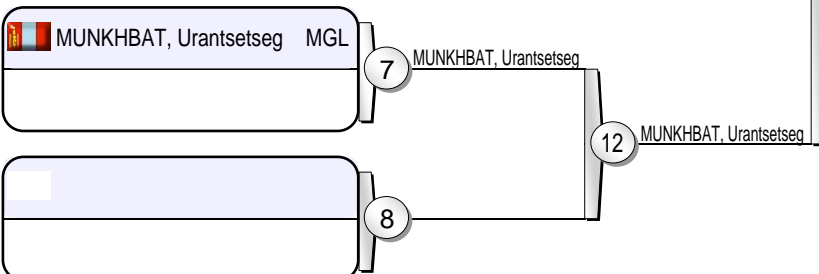 MUNKHBAT, Urantsetseg MGL
7
MUNKHBAT, Urantsetseg
12
MUNKHBAT, Urantsetseg
8